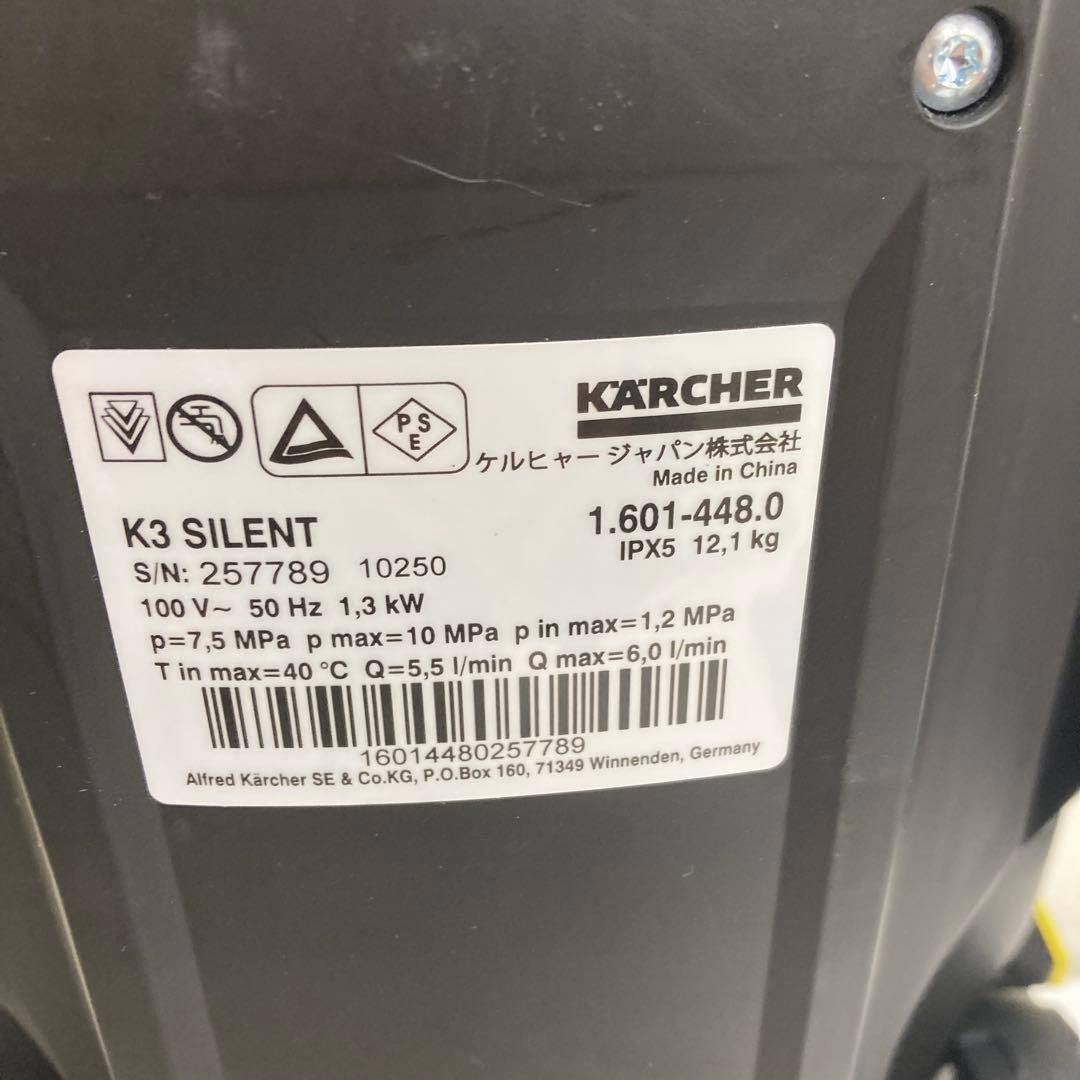 PSE
KÄRCHER
ケルヒャー ジャパン株式会社
Made in China
K3 SILENT
1.601-448.0
S/N: 257789 10250
IPX5 12,1 kg
100 V~ 50 Hz 1,3 kW
p=7,5 MPa p max=10 MPa p in max=1,2 MPa
T in max=40 °C Q=5,5 l/min Q max=6,0 l/min
16014480257789
Alfred Kärcher SE & Co.KG, P.O.Box 160, 71349 Winnenden, Germany